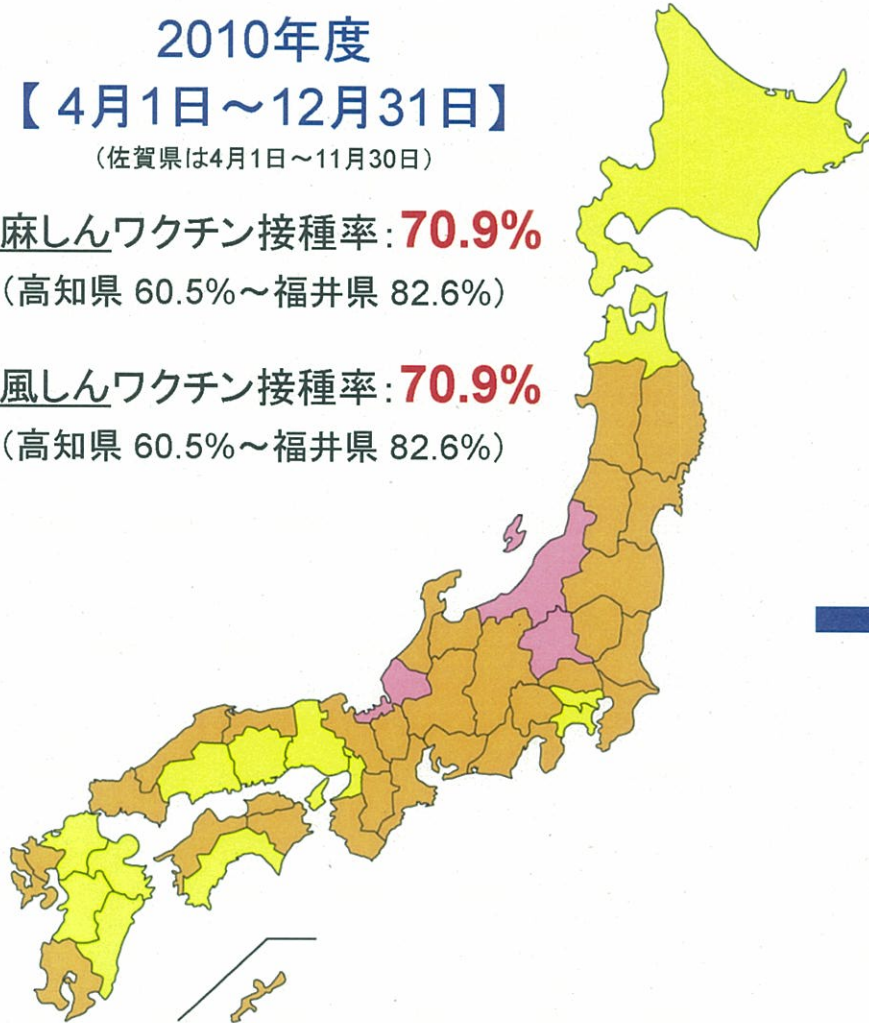 2010年度
【 4月1日～12月31日】
（佐賀県は4月1日～11月30日）
麻しんワクチン接種率：70.9%
（高知県 60.5%～福井県 82.6%）
風しんワクチン接種率：70.9%
（高知県 60.5%～福井県 82.6%）